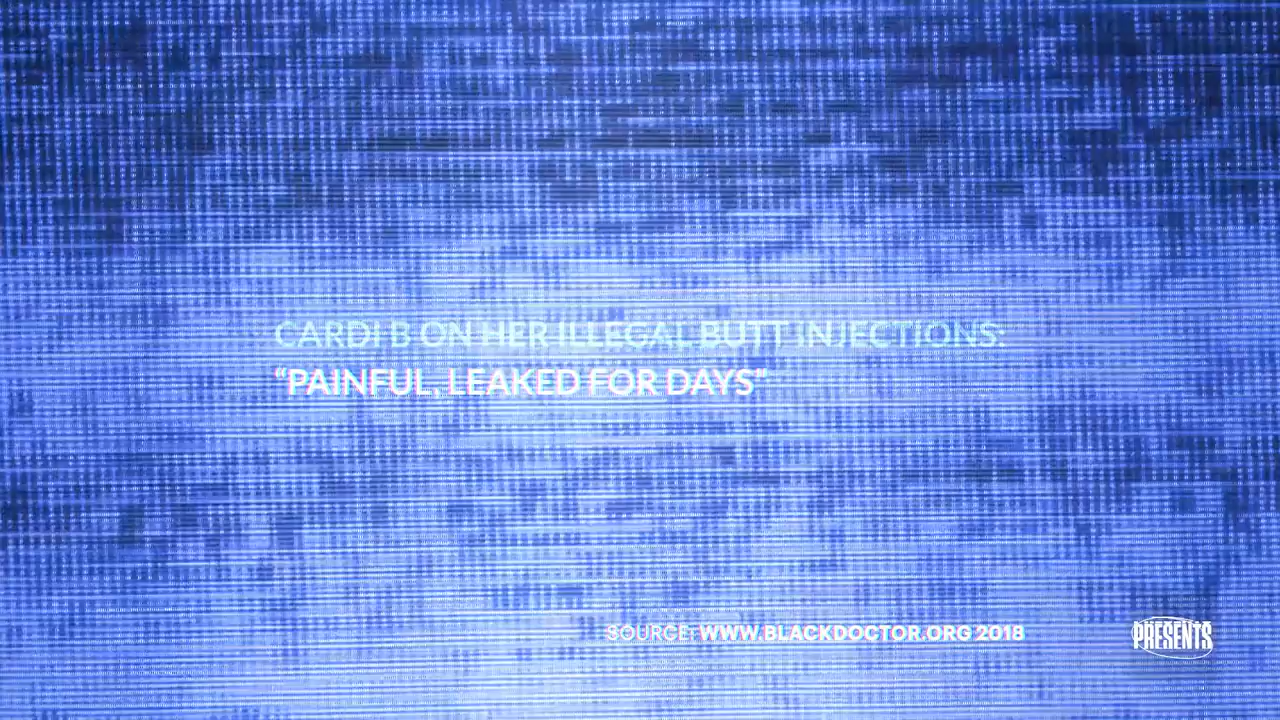 CARDI B ON HER ILLEGAL BUTT INJECTIONS:
“PAINFUL, LEAKED FOR DAYS”
SOURCE: WWW.BLACKDOCTOR.ORG 2018
PRESENTS